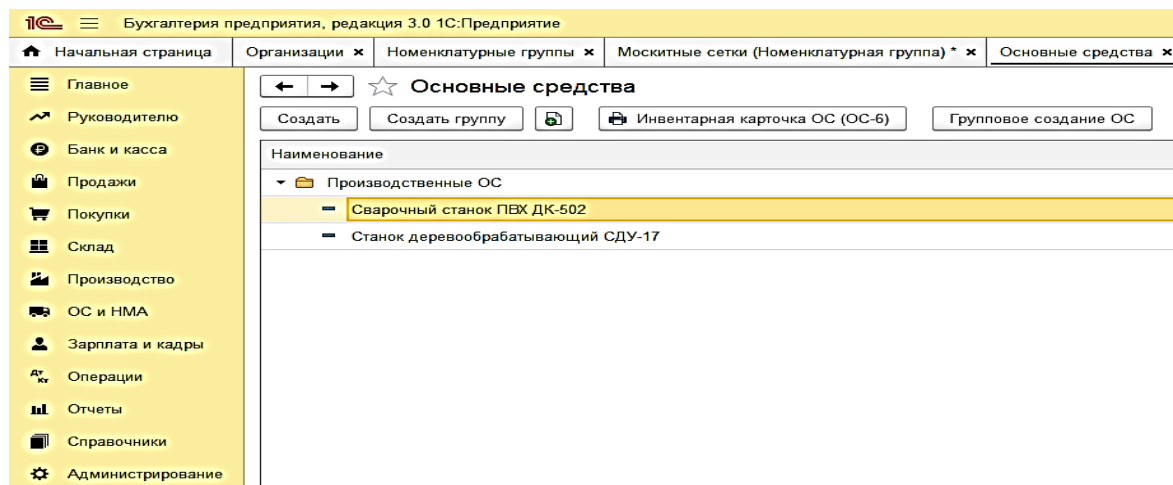 1С Бухгалтерия предприятия, редакция 3.0 1С:Предприятие
Начальная страница Организации × Номенклатурные группы × Москитные сетки (Номенклатурная группа) * × Основные средства ×
Главное
Руководителю
Банк и касса
Продажи
Покупки
Склад
Производство
ОС и НМА
Зарплата и кадры
Дт Кт Операции
Отчеты
Справочники
Администрирование
Основные средства
Создать Создать группу Инвентарная карточка ОС (ОС-6) Групповое создание ОС
Наименование
Производственные ОС
Сварочный станок ПВХ ДК-502
Станок деревообрабатывающий СДУ-17